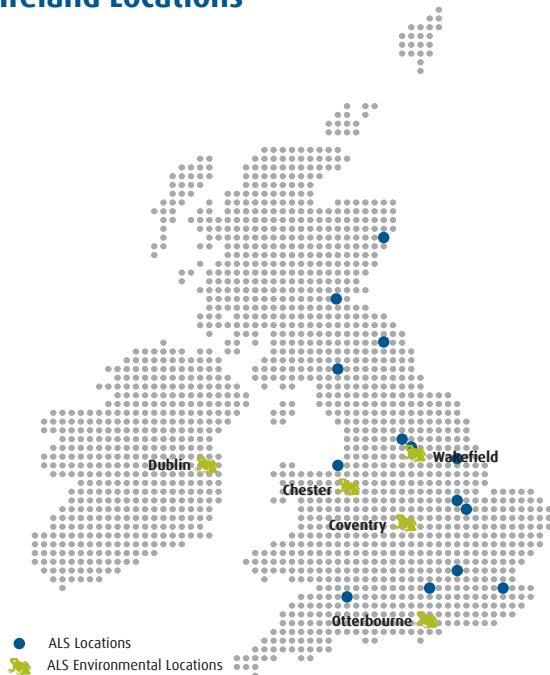 Ireland Locations
Wakefield
Dublin
Chester
Coventry
Otterbourne
ALS Locations
ALS Environmental Locations